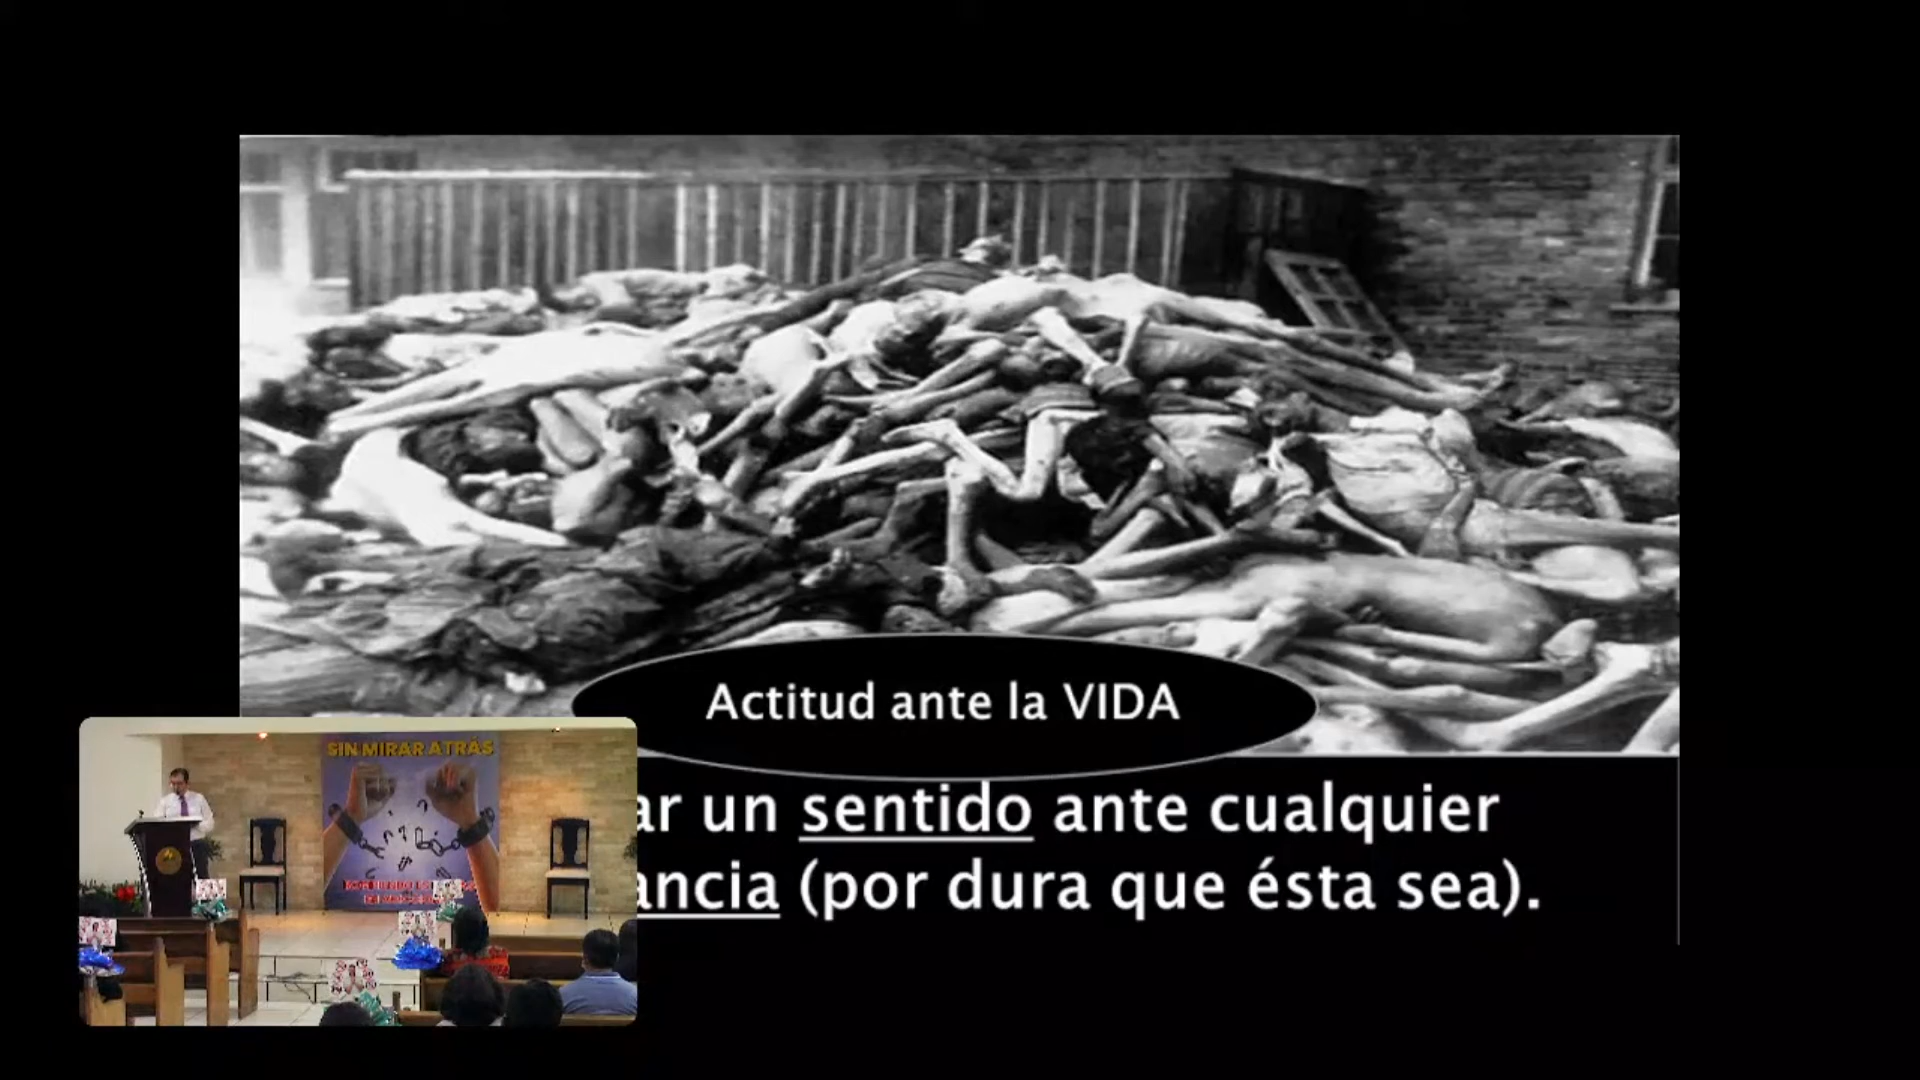 Actitud ante la VIDA
ar un sentido ante cualquier
ancia (por dura que ésta sea).
SIN MIRAR ATRÁS